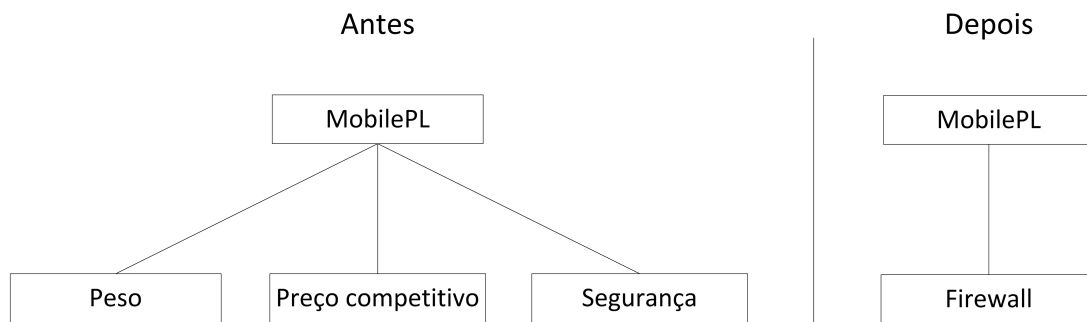 Antes
Depois
MobilePL
MobilePL
Peso
Preço competitivo
Segurança
Firewall